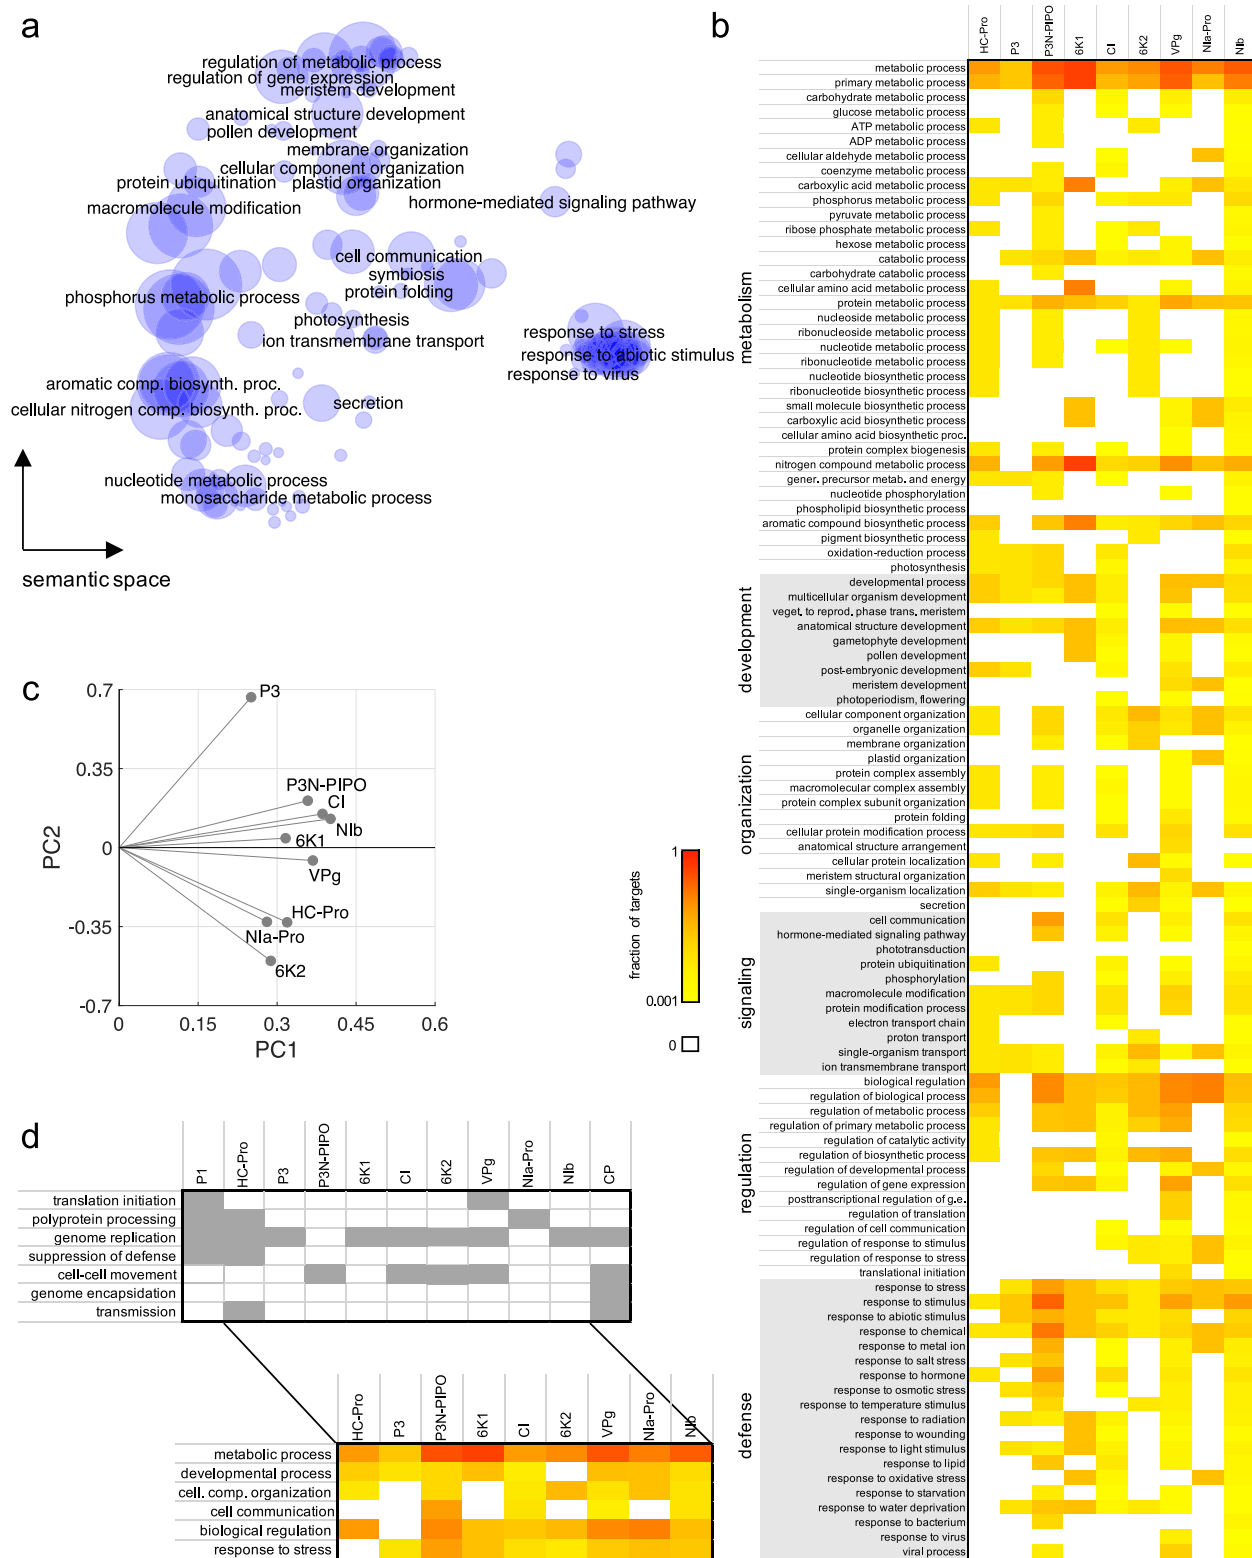 a
regulation of metabolic process
regulation of gene expression
meristem development
anatomical structure development
pollen development
membrane organization
cellular component organization
protein ubiquitination plastid organization
macromolecule modification
hormone-mediated signaling pathway
cell communication
symbiosis
protein folding
phosphorus metabolic process
photosynthesis
ion transmembrane transport
response to stress
response to abiotic stimulus
response to virus
aromatic comp. biosynth. proc.
cellular nitrogen comp. biosynth. proc.
secretion
nucleotide metabolic process
monosaccharide metabolic process
semantic space
b
HC-Pro P3 P3N-PIPO 6K1 CI 6K2 VPg NIa-Pro NIb
metabolism
metabolic process
primary metabolic process
carbohydrate metabolic process
glucose metabolic process
ATP metabolic process
ADP metabolic process
cellular aldehyde metabolic process
coenzyme metabolic process
carboxylic acid metabolic process
phosphorus metabolic process
pyruvate metabolic process
ribose phosphate metabolic process
hexose metabolic process
catabolic process
carbohydrate catabolic process
cellular amino acid metabolic process
protein metabolic process
nucleoside metabolic process
ribonucleoside metabolic process
nucleotide metabolic process
ribonucleotide metabolic process
nucleotide biosynthetic process
ribonucleotide biosynthetic process
small molecule biosynthetic process
carboxylic acid biosynthetic process
cellular amino acid biosynthetic proc.
protein complex biogenesis
nitrogen compound metabolic process
gener. precursor metab. and energy
nucleotide phosphorylation
phospholipid biosynthetic process
aromatic compound biosynthetic process
pigment biosynthetic process
oxidation-reduction process
photosynthesis
development
developmental process
multicellular organism development
veget. to reprod. phase trans. meristem
anatomical structure development
gametophyte development
pollen development
post-embryonic development
meristem development
photoperiodism, flowering
organization
cellular component organization
organelle organization
membrane organization
plastid organization
protein complex assembly
macromolecular complex assembly
protein complex subunit organization
protein folding
cellular protein modification process
anatomical structure arrangement
cellular protein localization
meristem structural organization
single-organism localization
secretion
signaling
cell communication
hormone-mediated signaling pathway
phototransduction
protein ubiquitination
phosphorylation
macromolecule modification
protein modification process
electron transport chain
proton transport
single-organism transport
ion transmembrane transport
regulation
biological regulation
regulation of biological process
regulation of metabolic process
regulation of primary metabolic process
regulation of catalytic activity
regulation of biosynthetic process
regulation of developmental process
regulation of gene expression
posttranscriptional regulation of g.e.
regulation of translation
regulation of cell communication
regulation of response to stimulus
regulation of response to stress
translational initiation
defense
response to stress
response to stimulus
response to abiotic stimulus
response to chemical
response to metal ion
response to salt stress
response to hormone
response to osmotic stress
response to temperature stimulus
response to radiation
response to wounding
response to light stimulus
response to lipid
response to oxidative stress
response to starvation
response to water deprivation
response to bacterium
response to virus
viral process
c
PC2
0.7
0.35
0
-0.35
-0.7
P3
P3N-PIPO
CI
NIb
6K1
VPg
HC-Pro
NIa-Pro
6K2
0 0.15 0.3 0.45 0.6
PC1
fraction of targets
1
0.001
0
d
P1 HC-Pro P3 P3N-PIPO 6K1 CI 6K2 VPg NIa-Pro NIb CP
translation initiation
polyprotein processing
genome replication
suppression of defense
cell-cell movement
genome encapsidation
transmission
HC-Pro P3 P3N-PIPO 6K1 CI 6K2 VPg NIa-Pro NIb
metabolic process
developmental process
cell. comp. organization
cell communication
biological regulation
response to stress